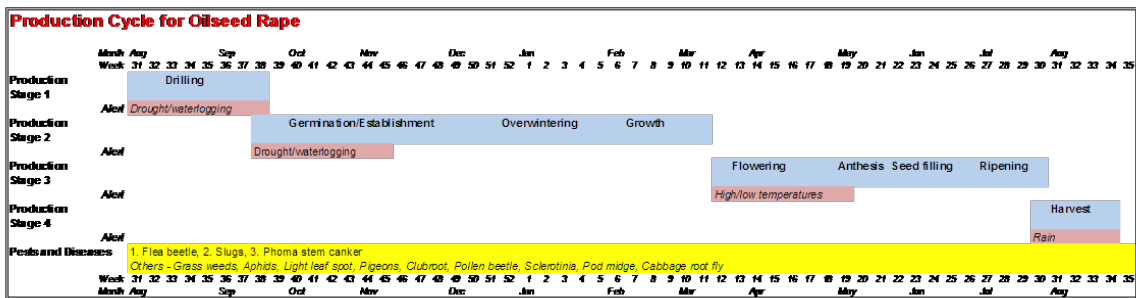 Production Cycle for Oilseed Rape
Month Aug Sep Oct Nov Dec Jan Feb Mar Apr May Jun Jul Aug
Week 31 32 33 34 35 36 37 38 39 40 41 42 43 44 45 46 47 48 49 50 51 52 1 2 3 4 5 6 7 8 9 10 11 12 13 14 15 16 17 18 19 20 21 22 23 24 25 26 27 28 29 30 31 32 33 34 35
Production Drilling
Stage 1
Alert Drought/waterlogging
Production Germination/Establishment Overwintering Growth
Stage 2
Alert Drought/waterlogging
Production Flowering Anthesis Seed filling Ripening
Stage 3
Alert High/low temperatures
Production Harvest
Stage 4
Alert Rain
Pests and Diseases 1. Flea beetle, 2. Slugs, 3. Phoma stem canker
Others - Grass weeds, Aphids, Light leaf spot, Pigeons, Clubroot, Pollen beetle, Sclerotinia, Pod midge, Cabbage root fly
Week 31 32 33 34 35 36 37 38 39 40 41 42 43 44 45 46 47 48 49 50 51 52 1 2 3 4 5 6 7 8 9 10 11 12 13 14 15 16 17 18 19 20 21 22 23 24 25 26 27 28 29 30 31 32 33 34 35
Month Aug Sep Oct Nov Dec Jan Feb Mar Apr May Jun Jul Aug